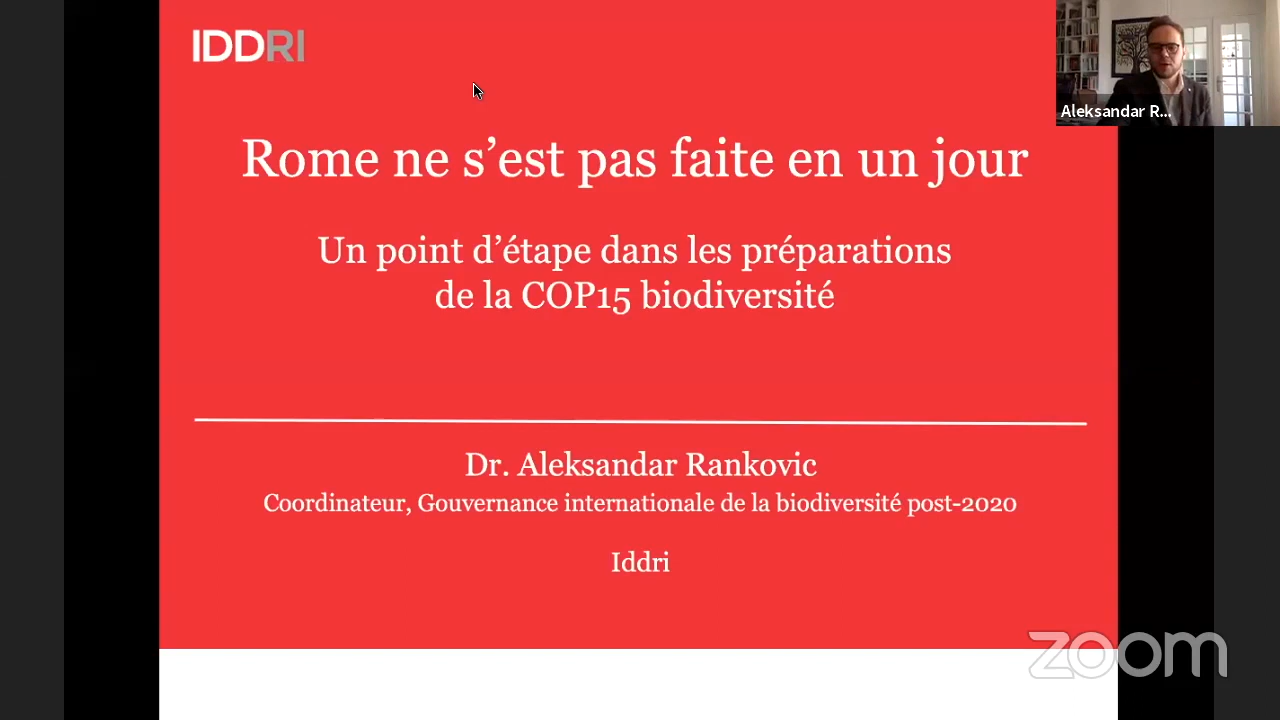 IDDRI
Aleksandar R...
Rome ne s’est pas faite en un jour
Un point d’étape dans les préparations
de la COP15 biodiversité
Dr. Aleksandar Rankovic
Coordinateur, Gouvernance internationale de la biodiversité post-2020
Iddri
zoom